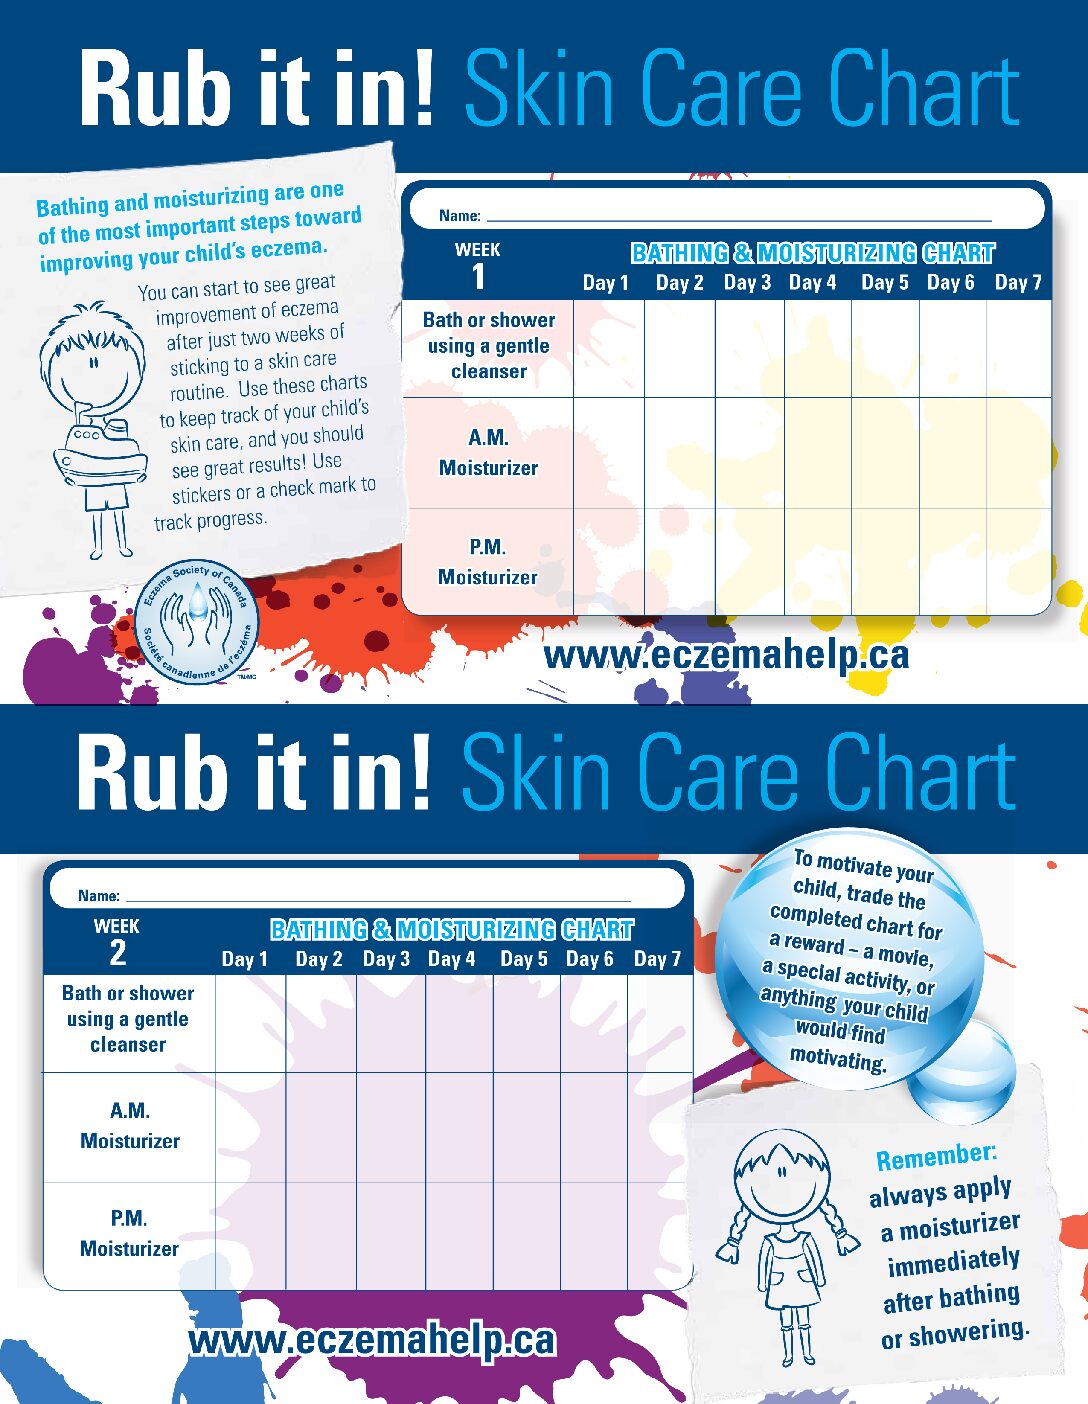 Rub it in! Skin Care Chart
Bathing and moisturizing are one
of the most important steps toward
improving your child's eczema.
You can start to see great
improvement of eczema
after just two weeks of
sticking to a skin care
routine. Use these charts
to keep track of your child's
skin care, and you should
see great results! Use
stickers or a check mark to
track progress.
Eczema Society of Canada
Société canadienne de l'eczéma
TM/MC
Name:
WEEK
1
BATHING & MOISTURIZING CHART
Day 1 Day 2 Day 3 Day 4 Day 5 Day 6 Day 7
Bath or shower
using a gentle
cleanser
A.M.
Moisturizer
P.M.
Moisturizer
www.eczemahelp.ca
Rub it in! Skin Care Chart
Name:
WEEK
2
BATHING & MOISTURIZING CHART
Day 1 Day 2 Day 3 Day 4 Day 5 Day 6 Day 7
Bath or shower
using a gentle
cleanser
A.M.
Moisturizer
P.M.
Moisturizer
To motivate your
child, trade the
completed chart for
a reward – a movie,
a special activity, or
anything your child
would find
motivating.
Remember:
always apply
a moisturizer
immediately
after bathing
or showering.
www.eczemahelp.ca